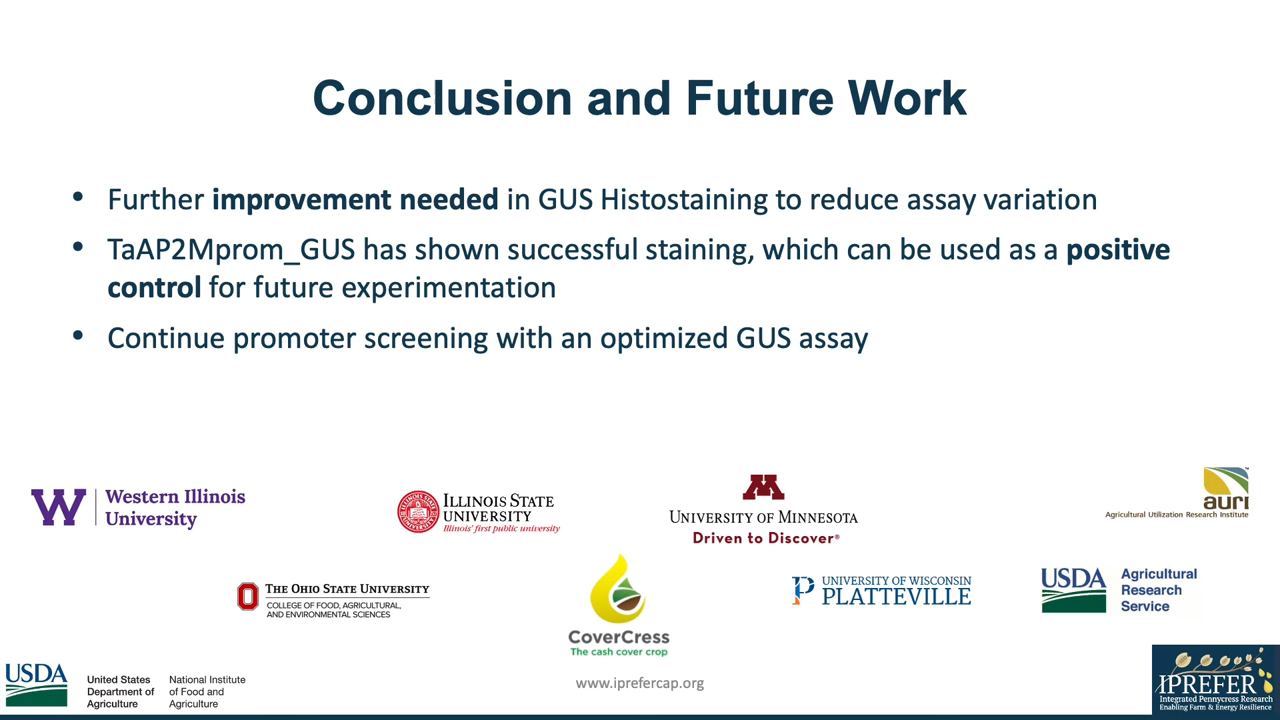 Conclusion and Future Work
• Further improvement needed in GUS Histostaining to reduce assay variation
• TaAP2Mprom_GUS has shown successful staining, which can be used as a positive
control for future experimentation
• Continue promoter screening with an optimized GUS assay
W Western Illinois
University
ILLINOIS STATE
UNIVERSITY
Illinois' first public university
M
UNIVERSITY OF MINNESOTA
Driven to Discover®
auri
Agricultural Utilization Research Institute
THE OHIO STATE UNIVERSITY
COLLEGE OF FOOD, AGRICULTURAL,
AND ENVIRONMENTAL SCIENCES
CoverCress
The cash cover crop
P UNIVERSITY OF WISCONSIN
PLATTEVILLE
USDA
Agricultural
Research
Service
USDA
United States
Department of
Agriculture
National Institute
of Food and
Agriculture
www.iprefercap.org
IPREFER
Integrated Pennycress Research
Enabling Farm & Energy Resilience